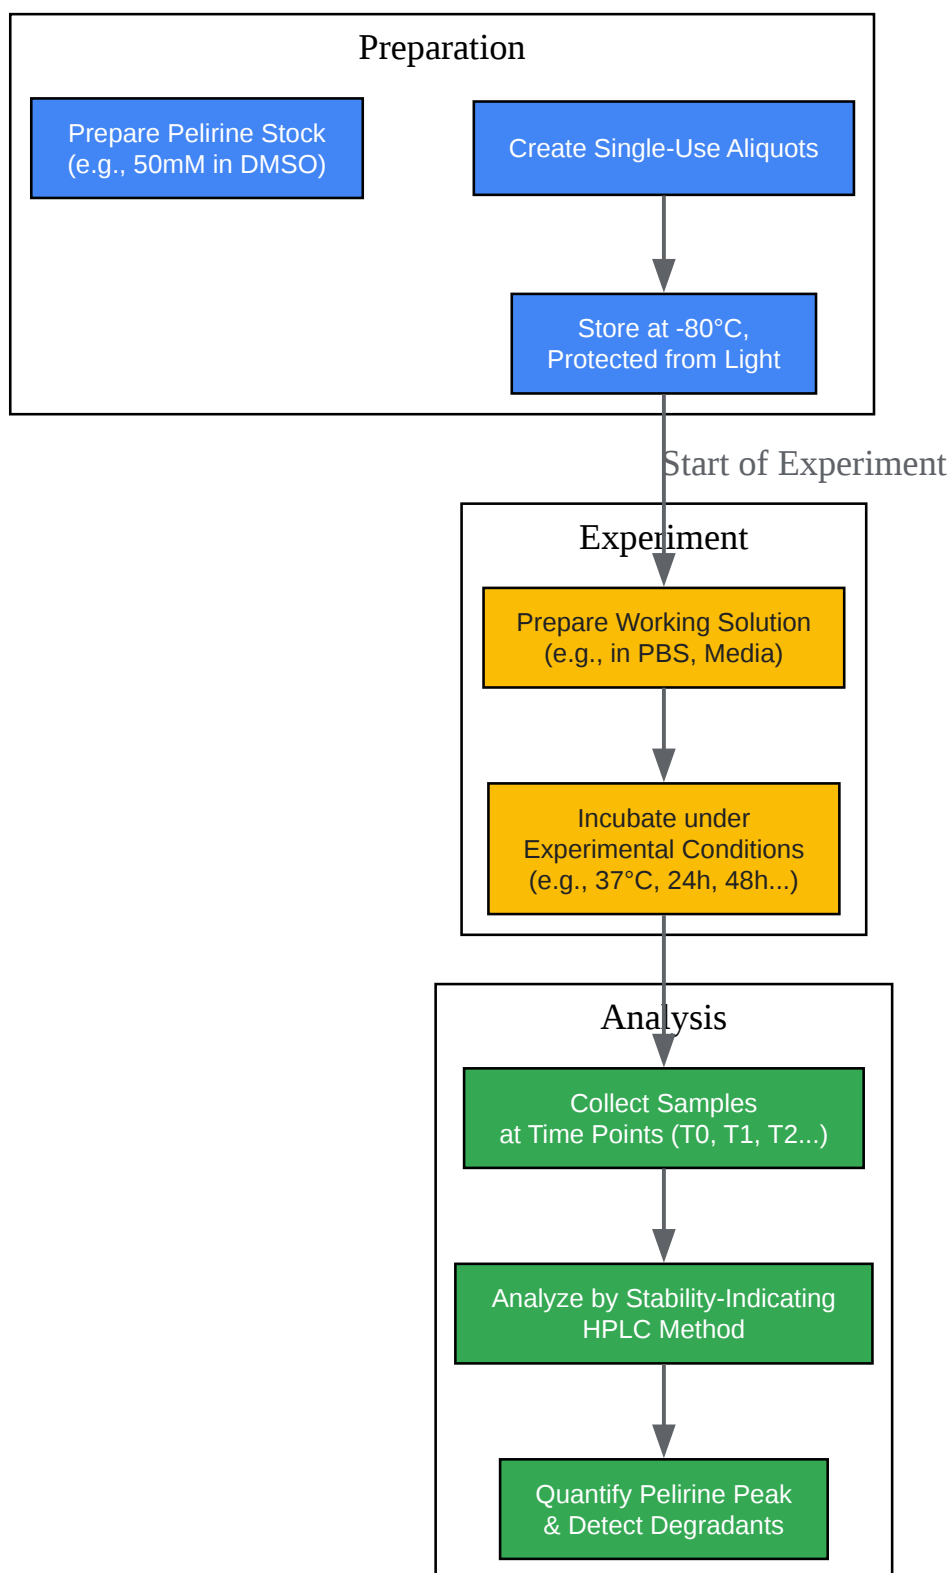 Preparation
Prepare Pelirine Stock
(e.g., 50mM in DMSO)
Create Single-Use Aliquots
Store at -80°C,
Protected from Light
Start of Experiment
Experiment
Prepare Working Solution
(e.g., in PBS, Media)
Incubate under
Experimental Conditions
(e.g., 37°C, 24h, 48h...)
Analysis
Collect Samples
at Time Points (T0, T1, T2...)
Analyze by Stability-Indicating
HPLC Method
Quantify Pelirine Peak
& Detect Degradants